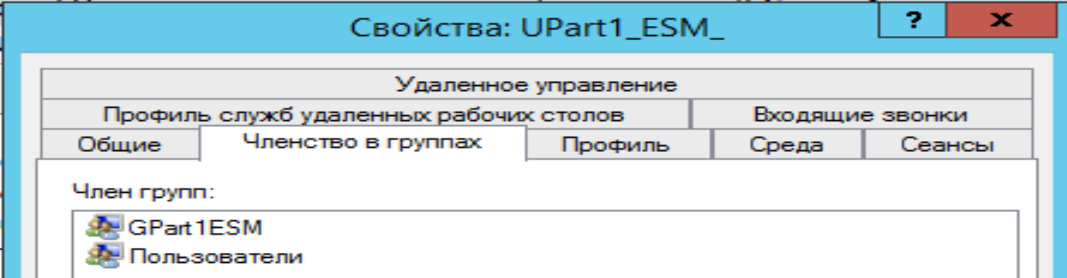 Свойства: UPart1_ESM_
? x
Удаленное управление
Профиль служб удаленных рабочих столов Входящие звонки
Общие Членство в группах Профиль Среда Сеансы
Член групп:
GPart1ESM
Пользователи